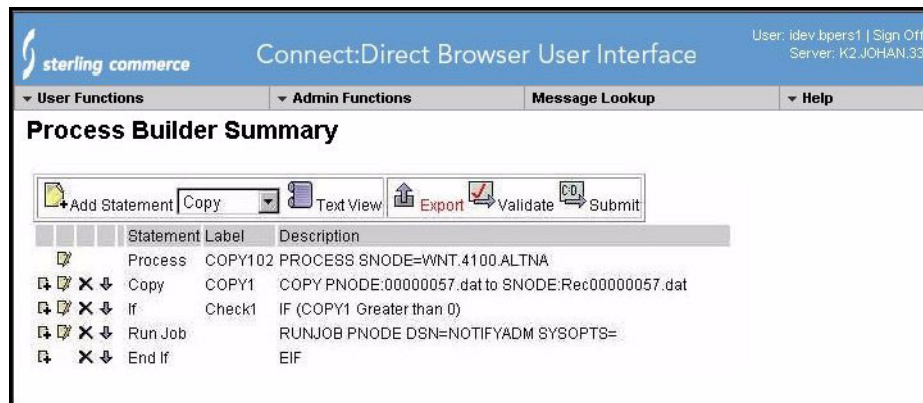 sterling commerce
Connect:Direct Browser User Interface
User: idev.bpers1 | Sign Off
Server: K2.JOHAN.33
User Functions Admin Functions Message Lookup Help
Process Builder Summary
Add Statement Copy Text View Export Validate C:D Submit
Statement Label Description
Process COPY102 PROCESS SNODE=WNT.4100.ALTNA
Copy COPY1 COPY PNODE:00000057.dat to SNODE:Rec00000057.dat
If Check1 IF (COPY1 Greater than 0)
Run Job RUNJOB PNODE DSN=NOTIFYADM SYSOPTS=
End If EIF